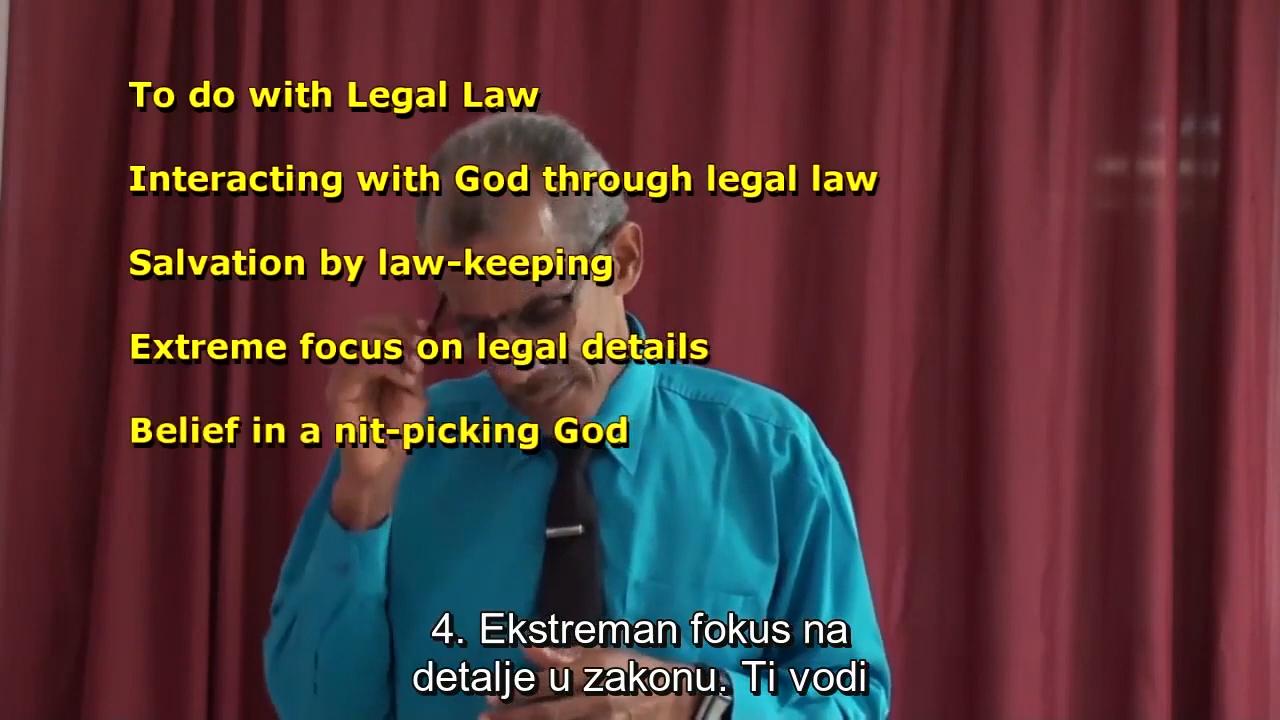 To do with Legal Law
Interacting with God through legal law
Salvation by law-keeping
Extreme focus on legal details
Belief in a nit-picking God
4. Ekstreman fokus na
detalje u zakonu. Ti vodi